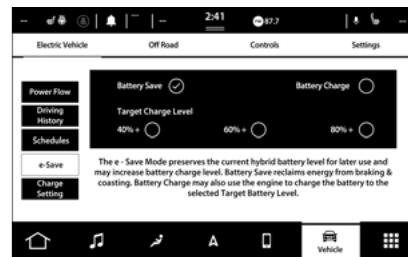 -- 2:41 FM 87.7 --
Electric Vehicle Off Road Controls Settings
Power Flow
Driving
History
Schedules
e-Save
Charge
Setting
Battery Save Battery Charge
Target Charge Level
40% + 60% + 80% +
The e - Save Mode preserves the current hybrid battery level for later use and
may increase battery charge level. Battery Save reclaims energy from braking &
coasting. Battery Charge may also use the engine to charge the battery to the
selected Target Battery Level.
A
Vehicle